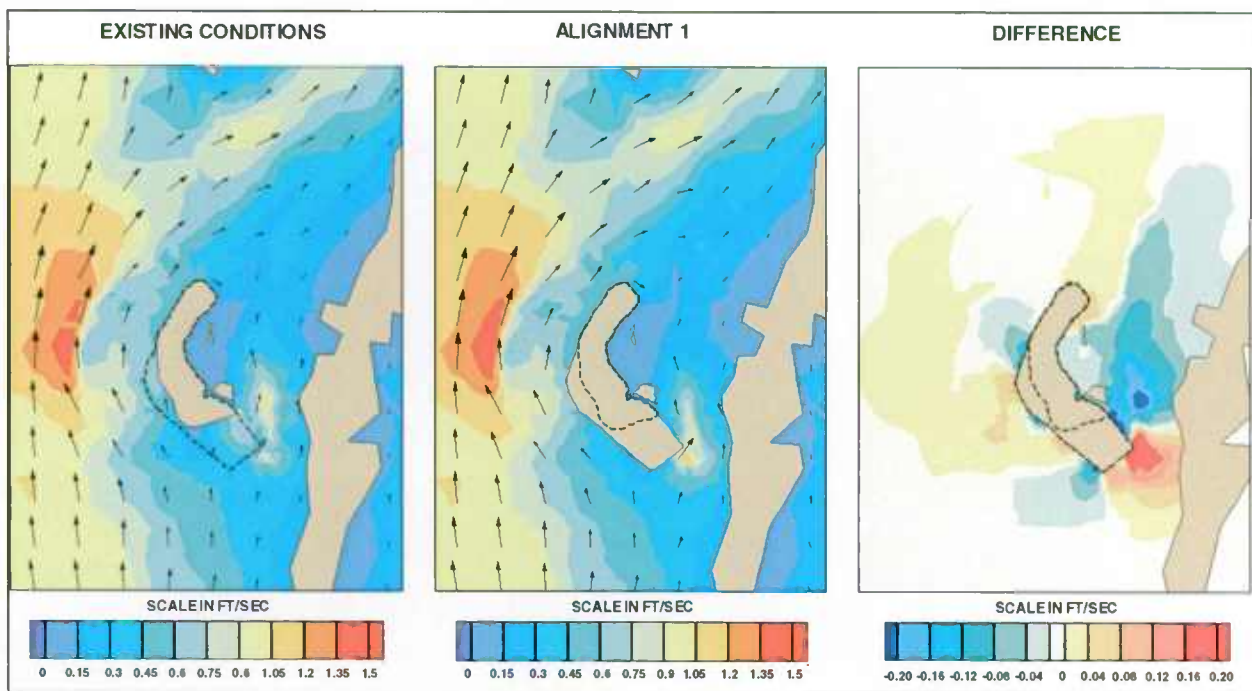 EXISTING CONDITIONS
ALIGNMENT 1
DIFFERENCE
SCALE IN FT/SEC
0 0.15 0.3 0.45 0.6 0.75 0.9 1.05 1.2 1.35 1.5
SCALE IN FT/SEC
0 0.15 0.3 0.45 0.6 0.75 0.9 1.05 1.2 1.35 1.5
SCALE IN FT/SEC
-0.20 -0.16 -0.12 -0.06 -0.04 0 0.04 0.08 0.12 0.16 0.20